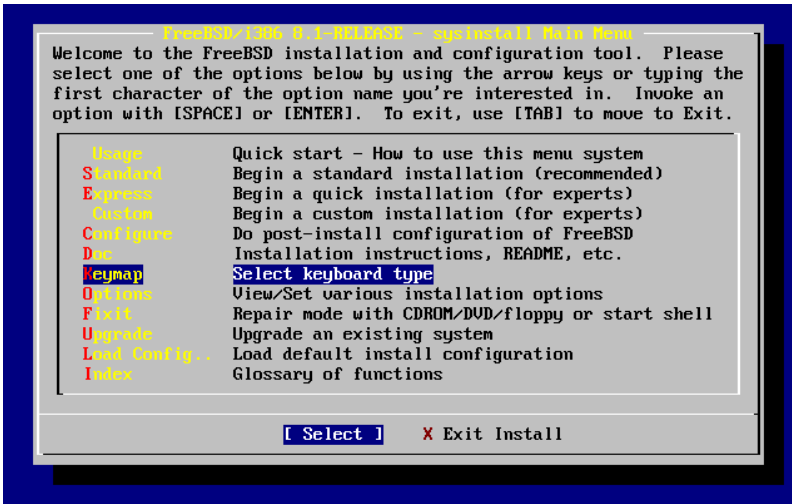 FreeBSD/i386 8.1-RELEASE - sysinstall Main Menu
Welcome to the FreeBSD installation and configuration tool.  Please
select one of the options below by using the arrow keys or typing the
first character of the option name you're interested in.  Invoke an
option with [SPACE] or [ENTER].  To exit, use [TAB] to move to Exit.
Usage Quick start - How to use this menu system
Standard Begin a standard installation (recommended)
Express Begin a quick installation (for experts)
Custom Begin a custom installation (for experts)
Configure Do post-install configuration of FreeBSD
Doc Installation instructions, README, etc.
Keymap Select keyboard type
Options View/Set various installation options
Fixit Repair mode with CDROM/DVD/floppy or start shell
Upgrade Upgrade an existing system
Load Config.. Load default install configuration
Index Glossary of functions
[ Select ] X Exit Install